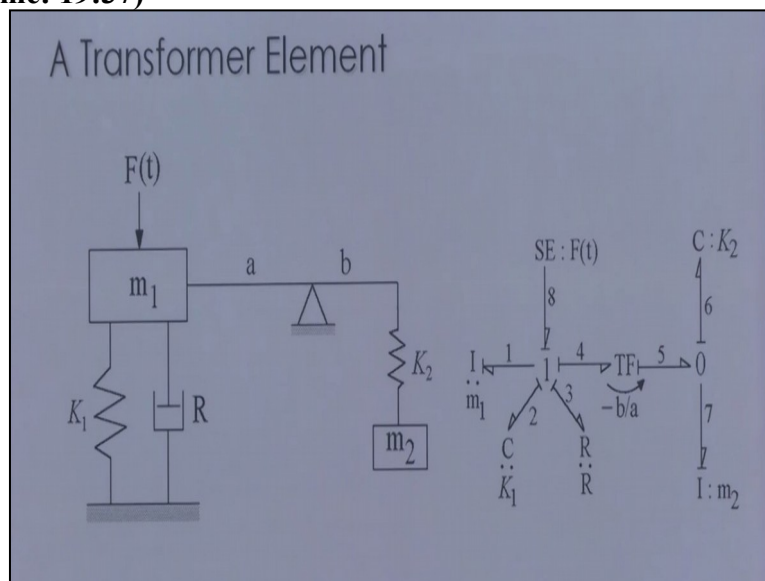 A Transformer Element
F(t)
m1
a
b
K1
R
K2
m2
SE : F(t)
8
C : K2
6
I
:
m1
1
1
4
TF
5
0
-b/a
2
3
7
C
:
K1
R
:
R
I : m2